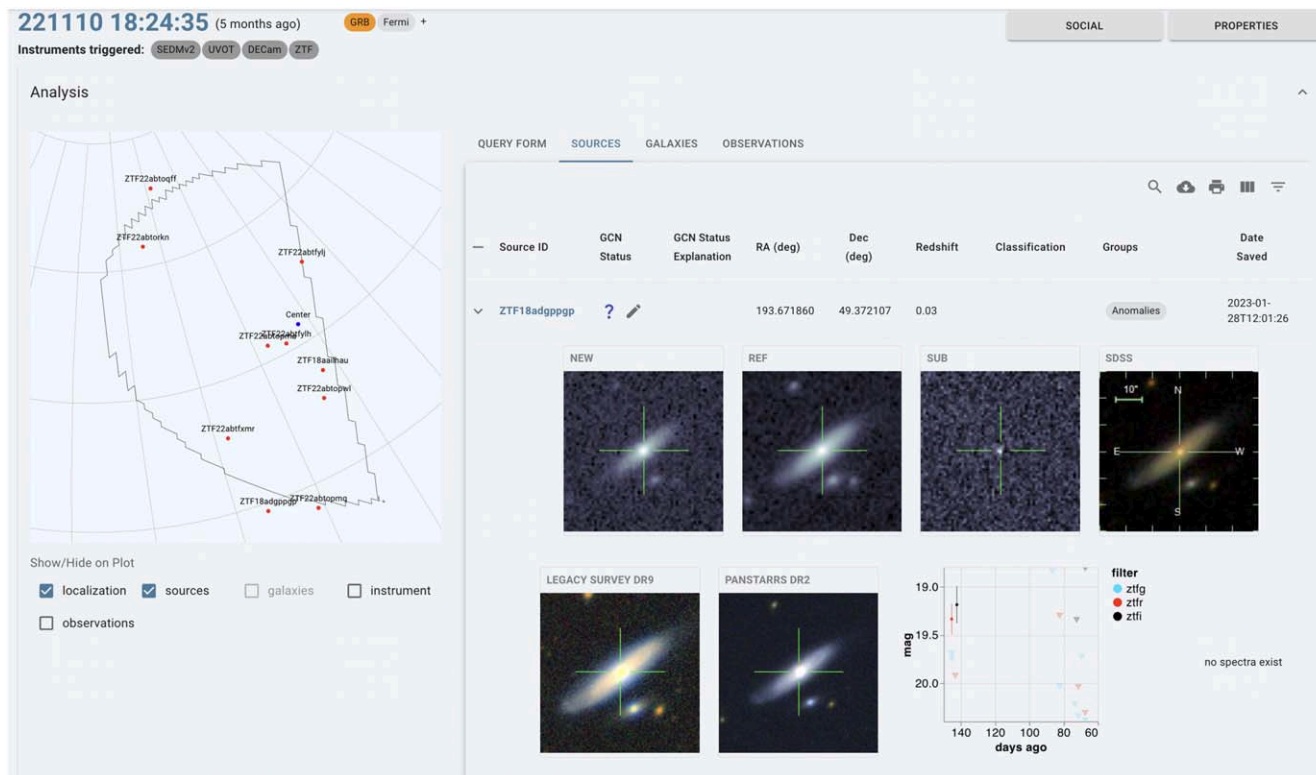 221110 18:24:35 (5 months ago) GRB Fermi +
SOCIAL PROPERTIES
Instruments triggered: SEDMv2 UVOT DECam ZTF
Analysis
ZTF22abtoqff
ZTF22abtorkn
ZTF22abtfylj
Center
ZTF22abtfylh
ZTF18aailhau
ZTF22abtopwl
ZTF22abtfxmr
ZTF18adgppgp ZTF22abtopmq
Show/Hide on Plot
localization sources galaxies instrument
observations
QUERY FORM SOURCES GALAXIES OBSERVATIONS
Source ID GCN Status GCN Status Explanation RA (deg) Dec (deg) Redshift Classification Groups Date Saved
ZTF18adgppgp ? 193.671860 49.372107 0.03 Anomalies 2023-01-28T12:01:26
NEW REF SUB SDSS
10"
N
E W
S
LEGACY SURVEY DR9 PANSTARRS DR2
mag
19.0
19.5
20.0
140 120 100 80 60
days ago
filter
ztfg
ztfr
ztfi
no spectra exist